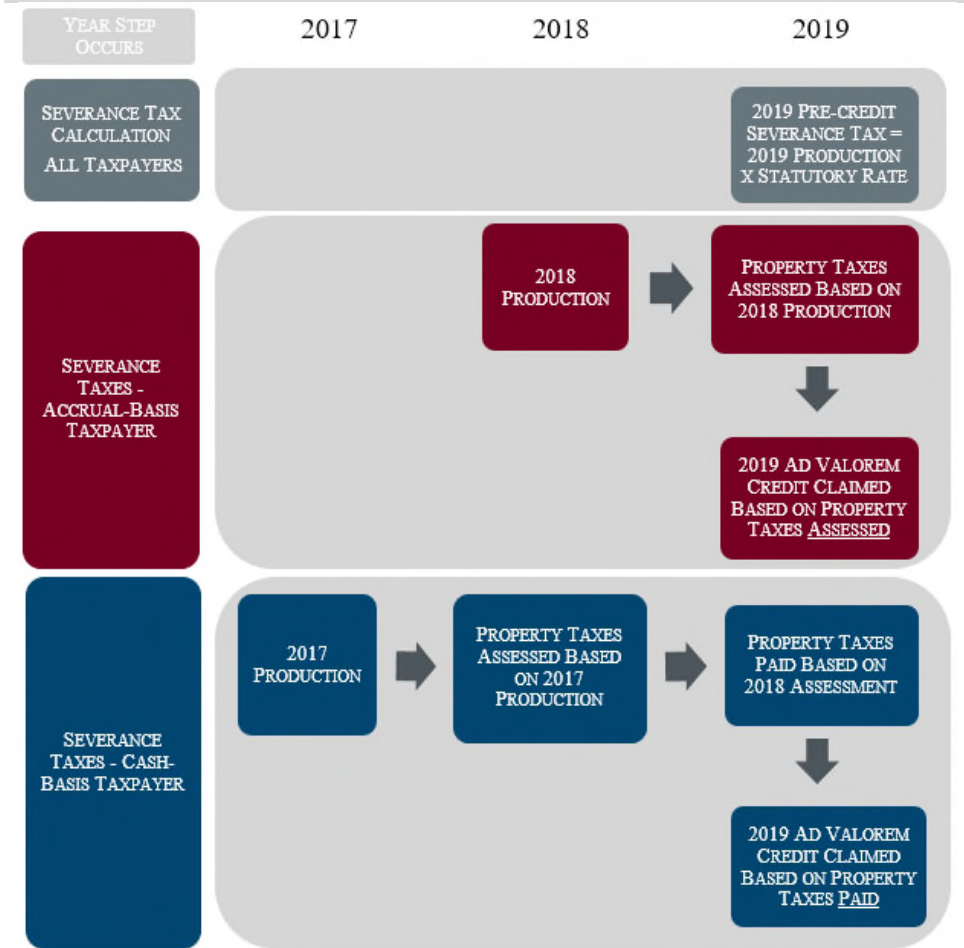 YEAR STEP
OCCURS
2017
2018
2019
SEVERANCE TAX
CALCULATION
ALL TAXPAYERS
2019 PRE-CREDIT
SEVERANCE TAX =
2019 PRODUCTION
X STATUTORY RATE
SEVERANCE
TAXES -
ACCRUAL-BASIS
TAXPAYER
2018
PRODUCTION
PROPERTY TAXES
ASSESSED BASED ON
2018 PRODUCTION
2019 AD VALOREM
CREDIT CLAIMED
BASED ON PROPERTY
TAXES ASSESSED
SEVERANCE
TAXES - CASH-
BASIS TAXPAYER
2017
PRODUCTION
PROPERTY TAXES
ASSESSED BASED
ON 2017
PRODUCTION
PROPERTY TAXES
PAID BASED ON
2018 ASSESSMENT
2019 AD VALOREM
CREDIT CLAIMED
BASED ON PROPERTY
TAXES PAID